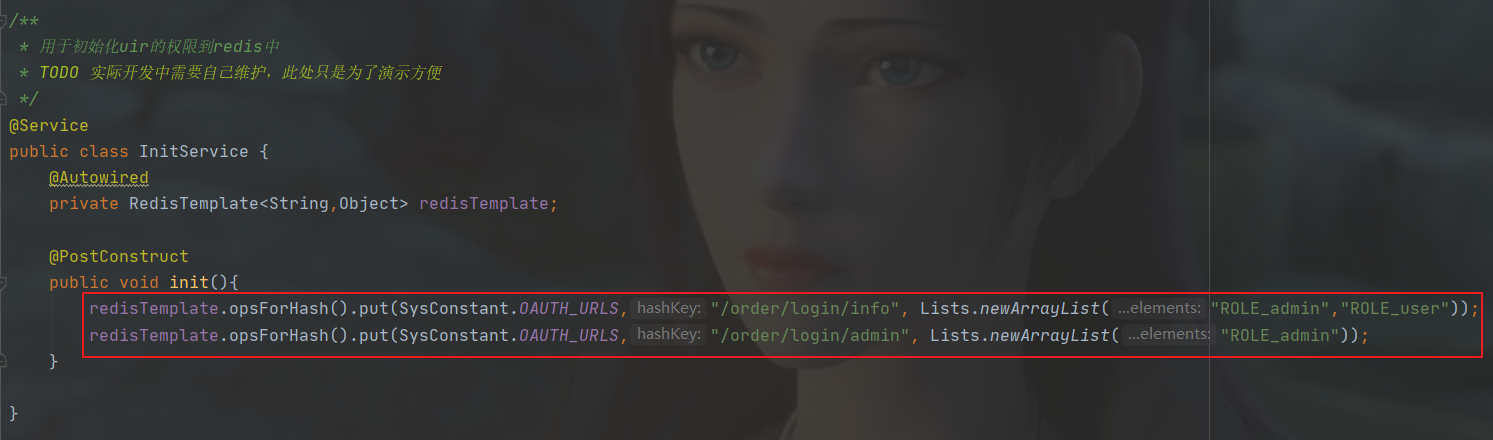 /**
 * 用于初始化uir的权限到redis中
 * TODO 实际开发中需要自己维护，此处只是为了演示方便
 */
@Service
public class InitService {
    @Autowired
    private RedisTemplate<String,Object> redisTemplate;
    @PostConstruct
    public void init(){
        redisTemplate.opsForHash().put(SysConstant.OAUTH_URLS, hashKey: "/order/login/info", Lists.newArrayList( ...elements: "ROLE_admin","ROLE_user"));
        redisTemplate.opsForHash().put(SysConstant.OAUTH_URLS, hashKey: "/order/login/admin", Lists.newArrayList( ...elements: "ROLE_admin"));
    }
}